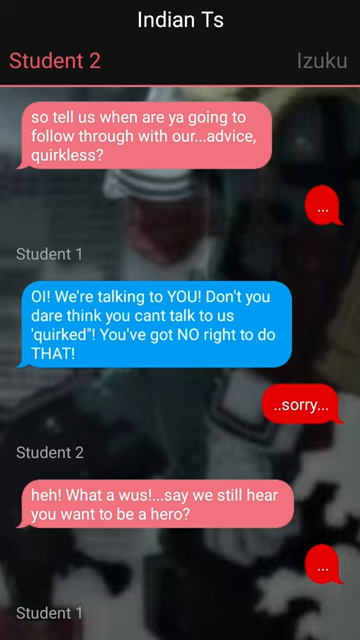 Indian Ts
Student 2
Izuku
so tell us when are ya going to
follow through with our...advice,
quirkless?
...
Student 1
OI! We're talking to YOU! Don't you
dare think you cant talk to us
'quirked"! You've got NO right to do
THAT!
..sorry...
Student 2
heh! What a wus!...say we still hear
you want to be a hero?
...
Student 1